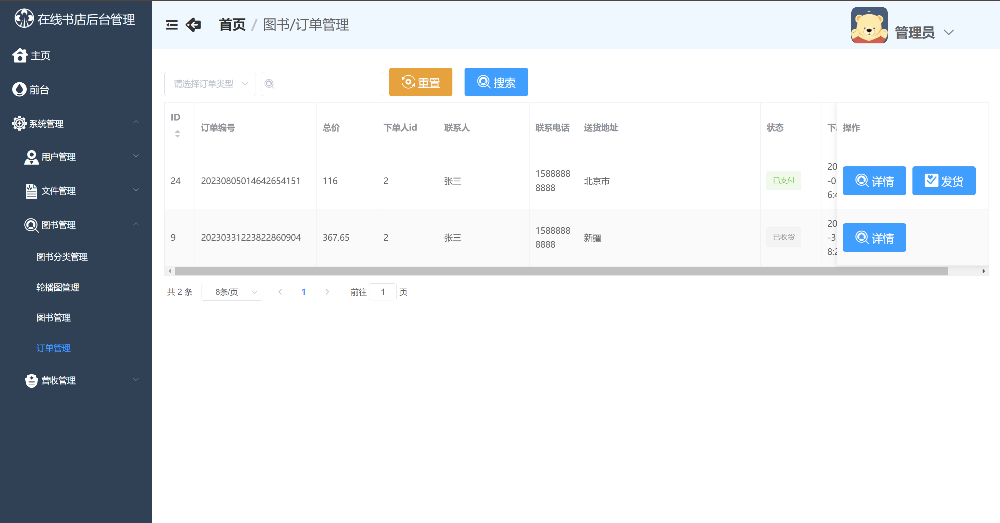 在线书店后台管理
主页
前台
系统管理
用户管理
文件管理
图书管理
图书分类管理
轮播图管理
图书管理
订单管理
营收管理
首页 / 图书/订单管理
管理员
请选择订单类型
重置
搜索
ID
订单编号
总价
下单人id
联系人
联系电话
送货地址
状态
下
操作
24
20230805014642654151
116
2
张三
1588888
8888
北京市
已支付
20
-0
6:4
详情
发货
9
20230331223822860904
367.65
2
张三
1588888
8888
新疆
已收货
20
-3
8:2
详情
共 2 条
8条/页
1
前往 1 页